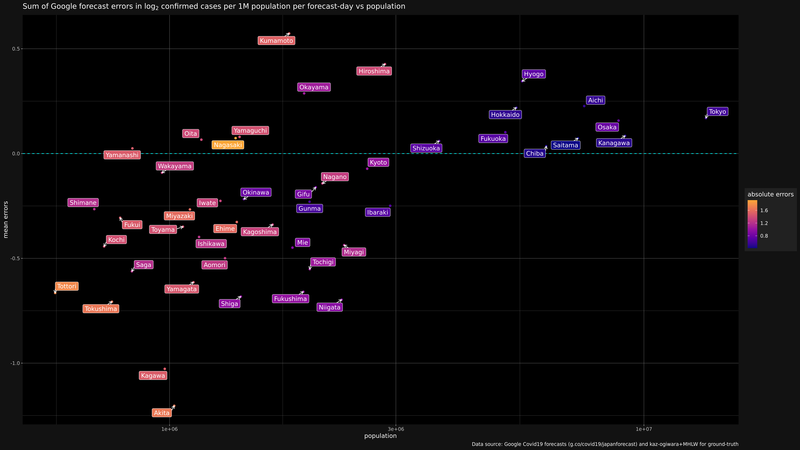 Sum of Google forecast errors in log2 confirmed cases per 1M population per forecast-day vs population
Kumamoto
0.5
Hiroshima
Hyogo
Okayama
Aichi
Hokkaido
Tokyo
Oita
Yamaguchi
Osaka
Fukuoka
Nagasaki
Saitama
Kanagawa
Shizuoka
0.0
Yamanashi
Chiba
Kyoto
Wakayama
Nagano
Okinawa
Gifu
Shimane
Iwate
Gunma
Ibaraki
Miyazaki
Fukui
Toyama
Ehime
Kagoshima
Kochi
Ishikawa
Mie
Miyagi
-0.5
Saga
Aomori
Tochigi
Tottori
Yamagata
Tokushima
Shiga
Fukushima
Niigata
-1.0
Kagawa
Akita
mean errors
1e+06
3e+06
1e+07
population
absolute errors
1.6
1.2
0.8
Data source: Google Covid19 forecasts (g.co/covid19/japanforecast) and kaz-ogiwara+MHLW for ground-truth